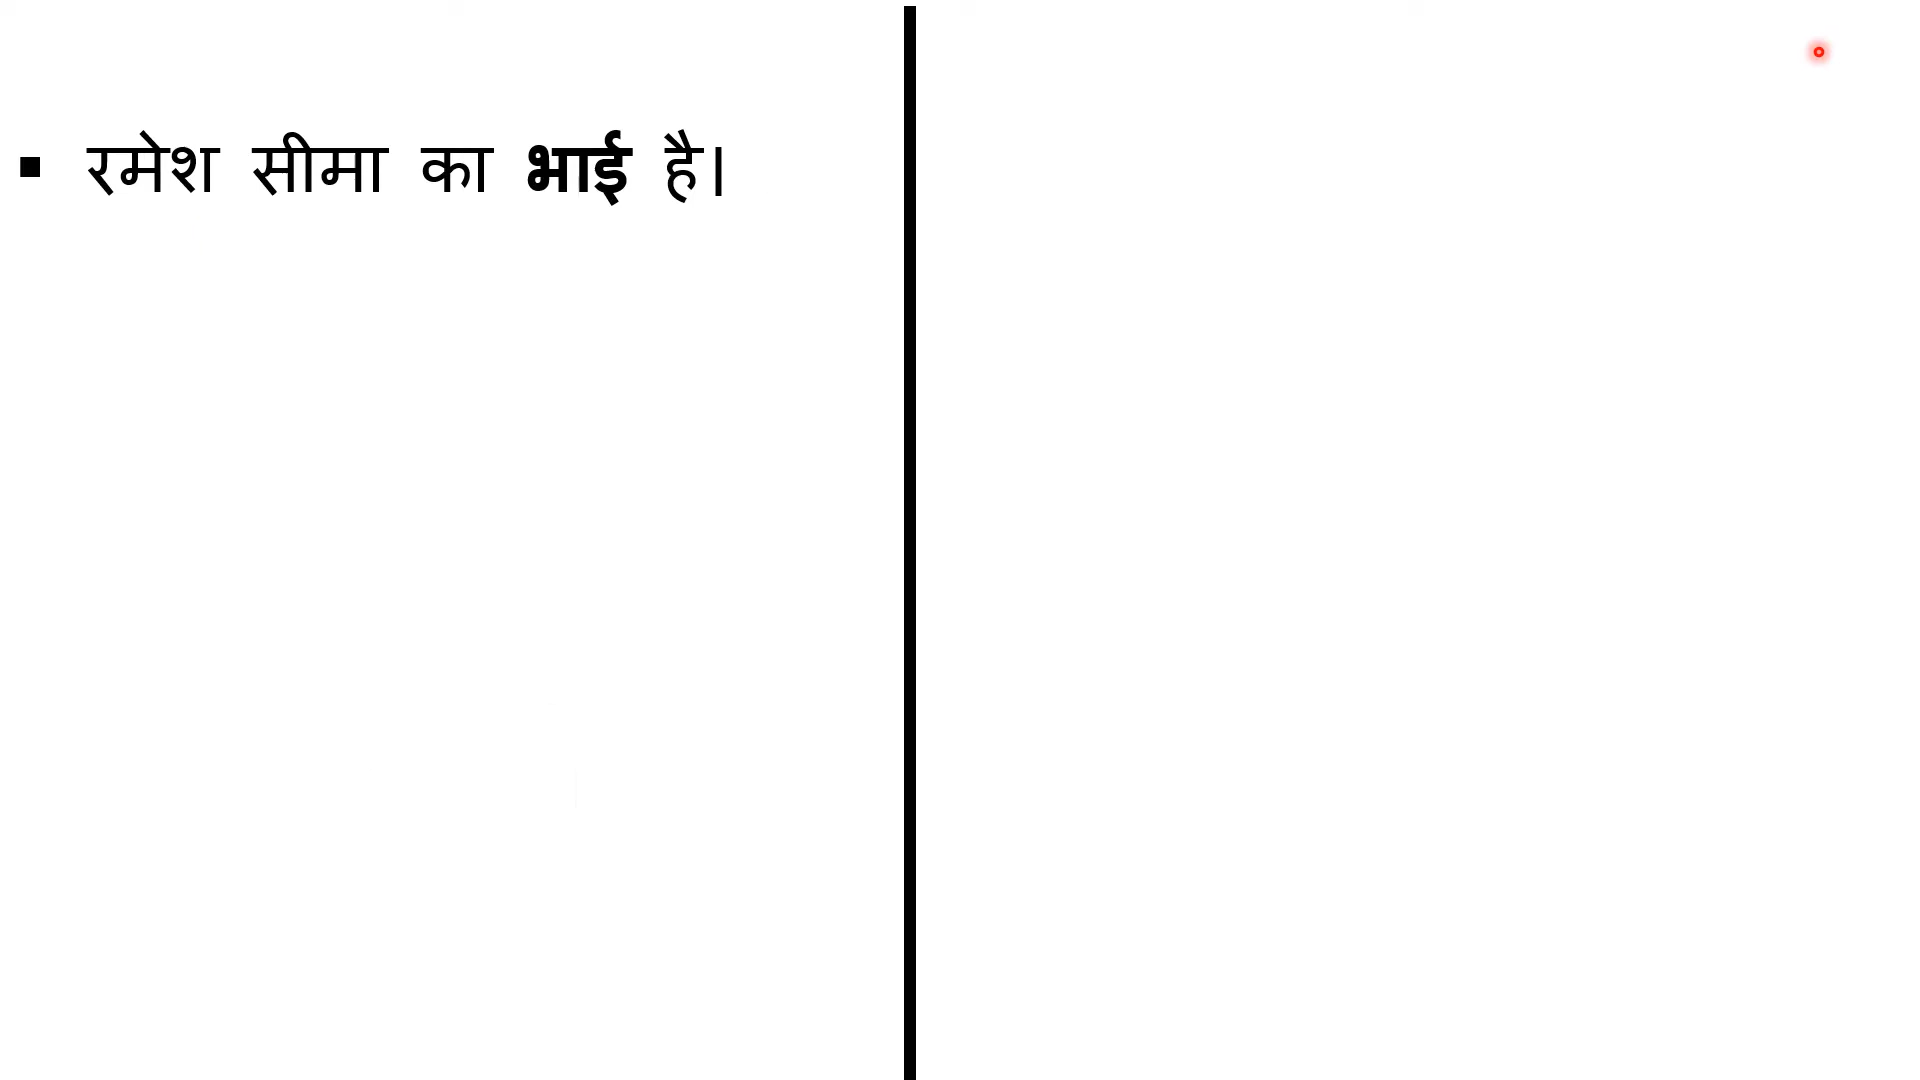 ▪ रमेश सीमा का भाई है।